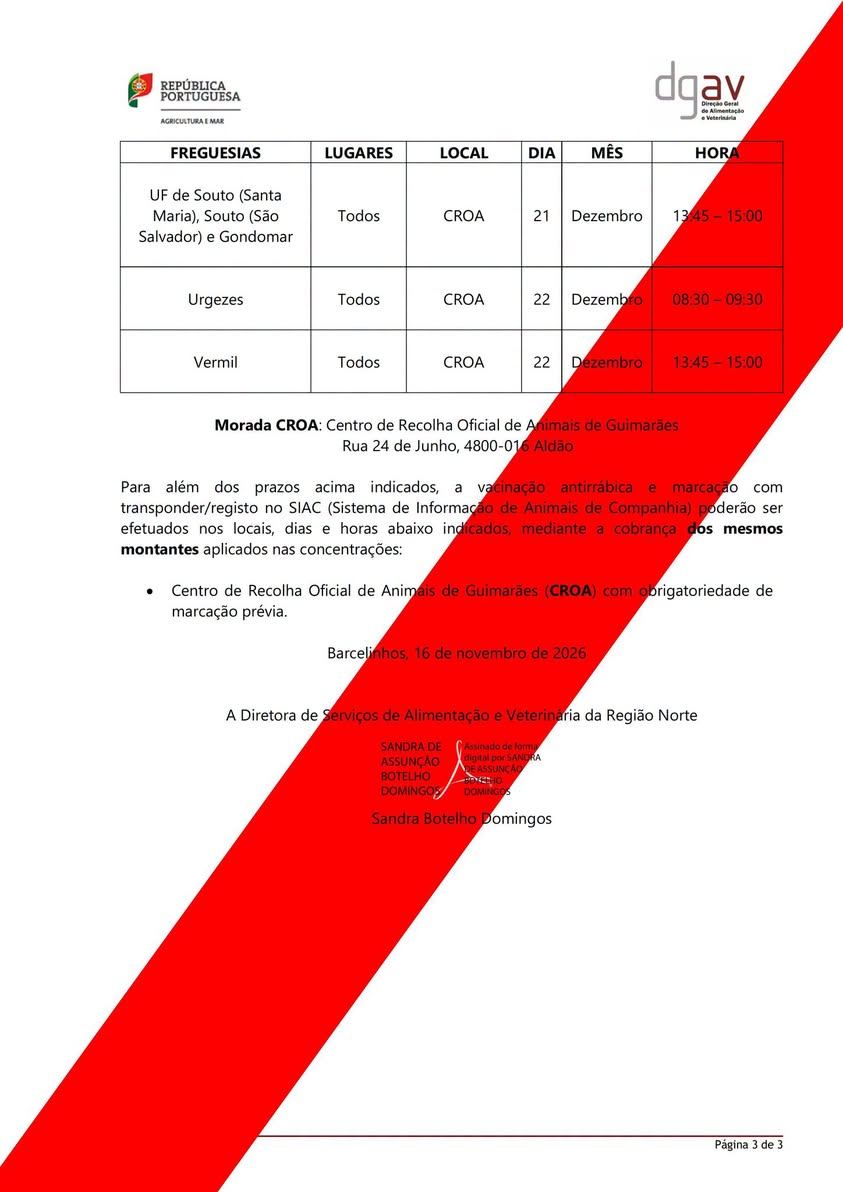 REPÚBLICA
PORTUGUESA
AGRICULTURA E MAR
dgav
Direção Geral
de Alimentação
e Veterinária
FREGUESIAS LUGARES LOCAL DIA MÊS HORA
UF de Souto (Santa
Maria), Souto (São
Salvador) e Gondomar
Todos CROA 21 Dezembro 13:45 – 15:00
Urgezes Todos CROA 22 Dezembro 08:30 – 09:30
Vermil Todos CROA 22 Dezembro 13:45 – 15:00
Morada CROA: Centro de Recolha Oficial de Animais de Guimarães
Rua 24 de Junho, 4800-016 Aldão
Para além dos prazos acima indicados, a vacinação antirrábica e marcação com
transponder/registo no SIAC (Sistema de Informação de Animais de Companhia) poderão ser
efetuados nos locais, dias e horas abaixo indicados, mediante a cobrança dos mesmos
montantes aplicados nas concentrações:
• Centro de Recolha Oficial de Animais de Guimarães (CROA) com obrigatoriedade de
marcação prévia.
Barcelinhos, 16 de novembro de 2026
A Diretora de Serviços de Alimentação e Veterinária da Região Norte
SANDRA DE
ASSUNÇÃO
BOTELHO
DOMINGOS
Assinado de forma
digital por SANDRA
DE ASSUNÇÃO
BOTELHO
DOMINGOS
Sandra Botelho Domingos
Página 3 de 3